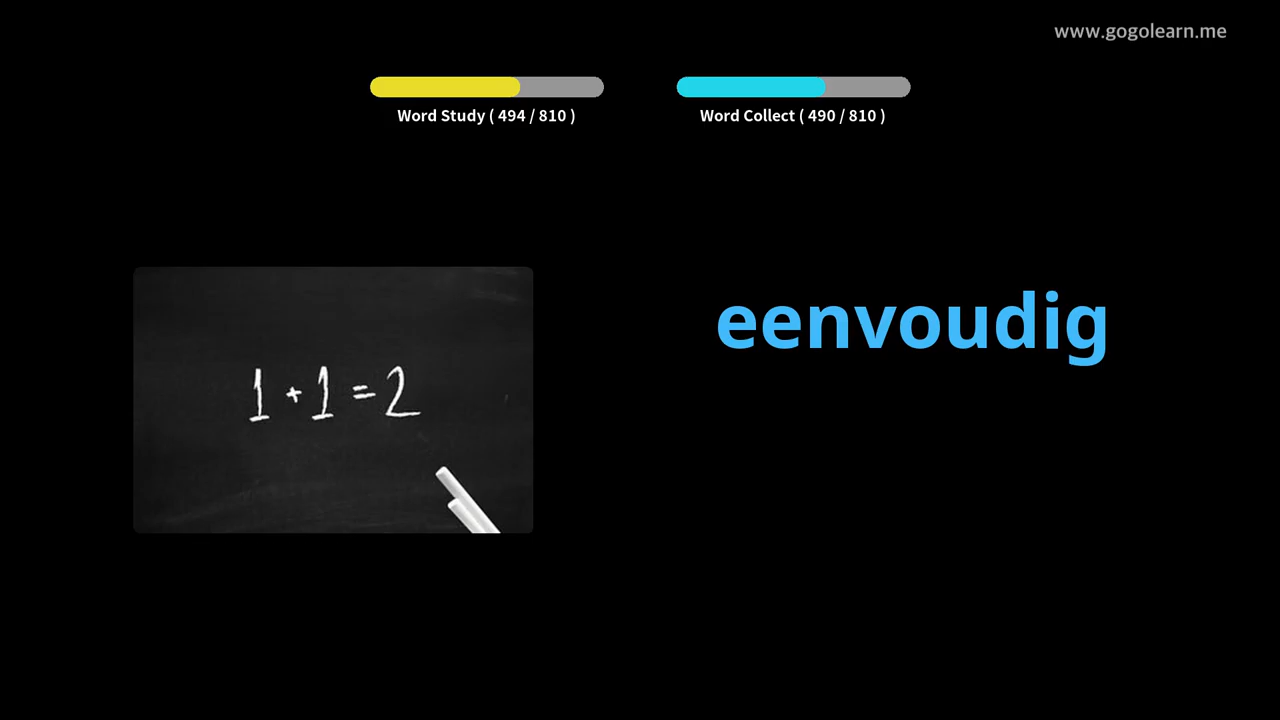 www.gogolearn.me
Word Study ( 494 / 810 )
Word Collect ( 490 / 810 )
eenvoudig
1 + 1 = 2